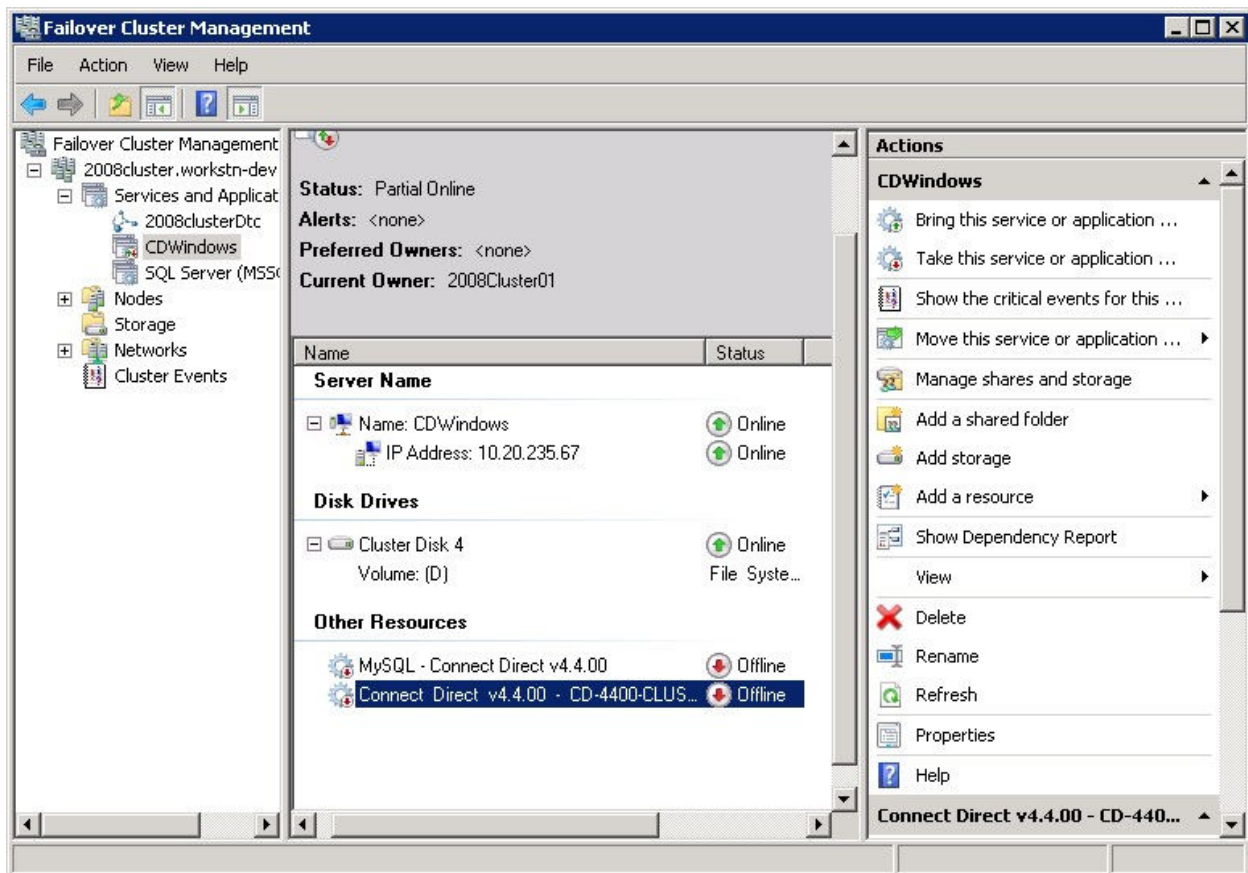 Failover Cluster Management
File Action View Help
Failover Cluster Management
2008cluster.workstn-dev
Services and Applicat
2008clusterDtc
CDWindows
SQL Server (MSS
Nodes
Storage
Networks
Cluster Events
Status: Partial Online
Alerts: <none>
Preferred Owners: <none>
Current Owner: 2008Cluster01
Name Status
Server Name
Name: CDWindows Online
IP Address: 10.20.235.67 Online
Disk Drives
Cluster Disk 4 Online
Volume: (D) File Syste...
Other Resources
MySQL - Connect Direct v4.4.00 Offline
Connect Direct v4.4.00 - CD-4400-CLUS... Offline
Actions
CDWindows
Bring this service or application ...
Take this service or application ...
Show the critical events for this ...
Move this service or application ...
Manage shares and storage
Add a shared folder
Add storage
Add a resource
Show Dependency Report
View
Delete
Rename
Refresh
Properties
Help
Connect Direct v4.4.00 - CD-440...